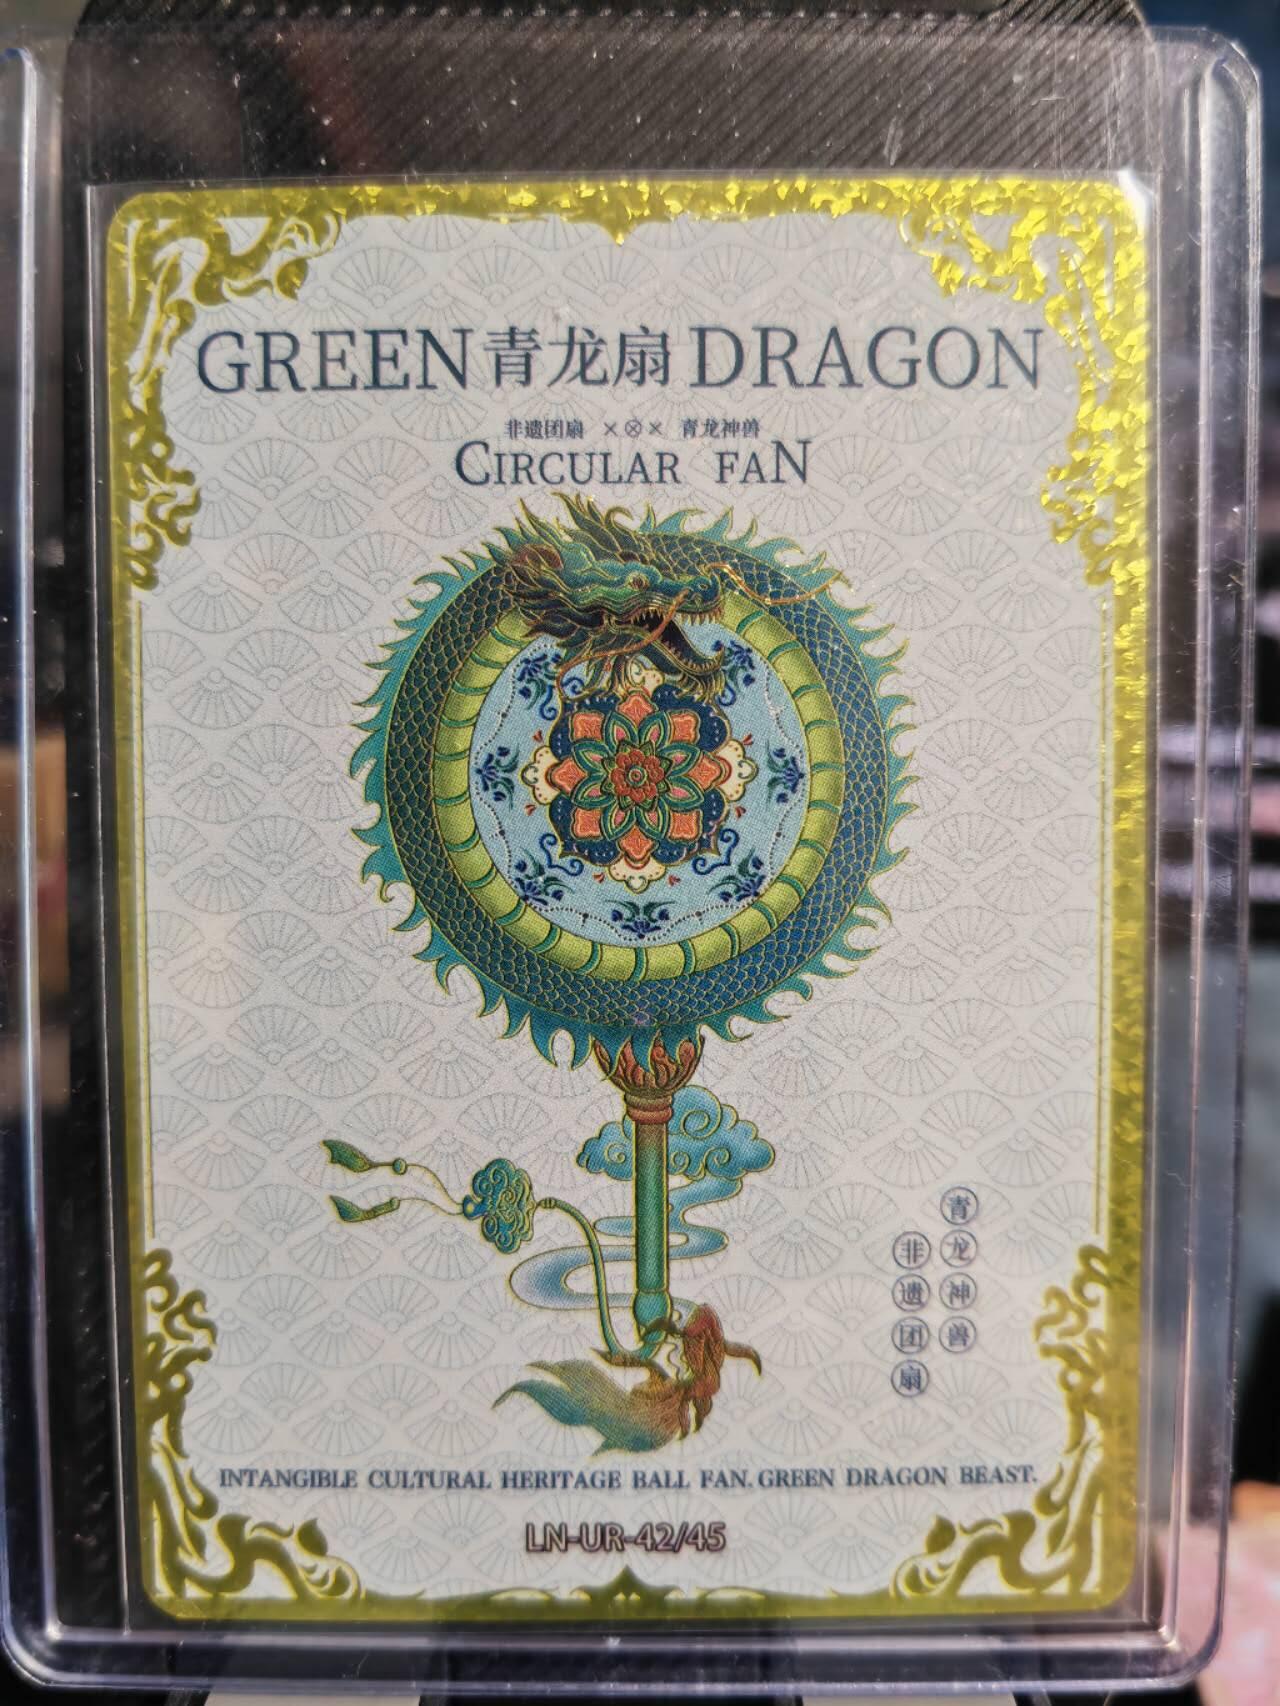 GREEN青龙扇DRAGON
非遗团扇 ×⊗× 青龙神兽
CIRCULAR FAN
青龙神兽
非遗团扇
INTANGIBLE CULTURAL HERITAGE BALL FAN. GREEN DRAGON BEAST.
LN-UR-42/45